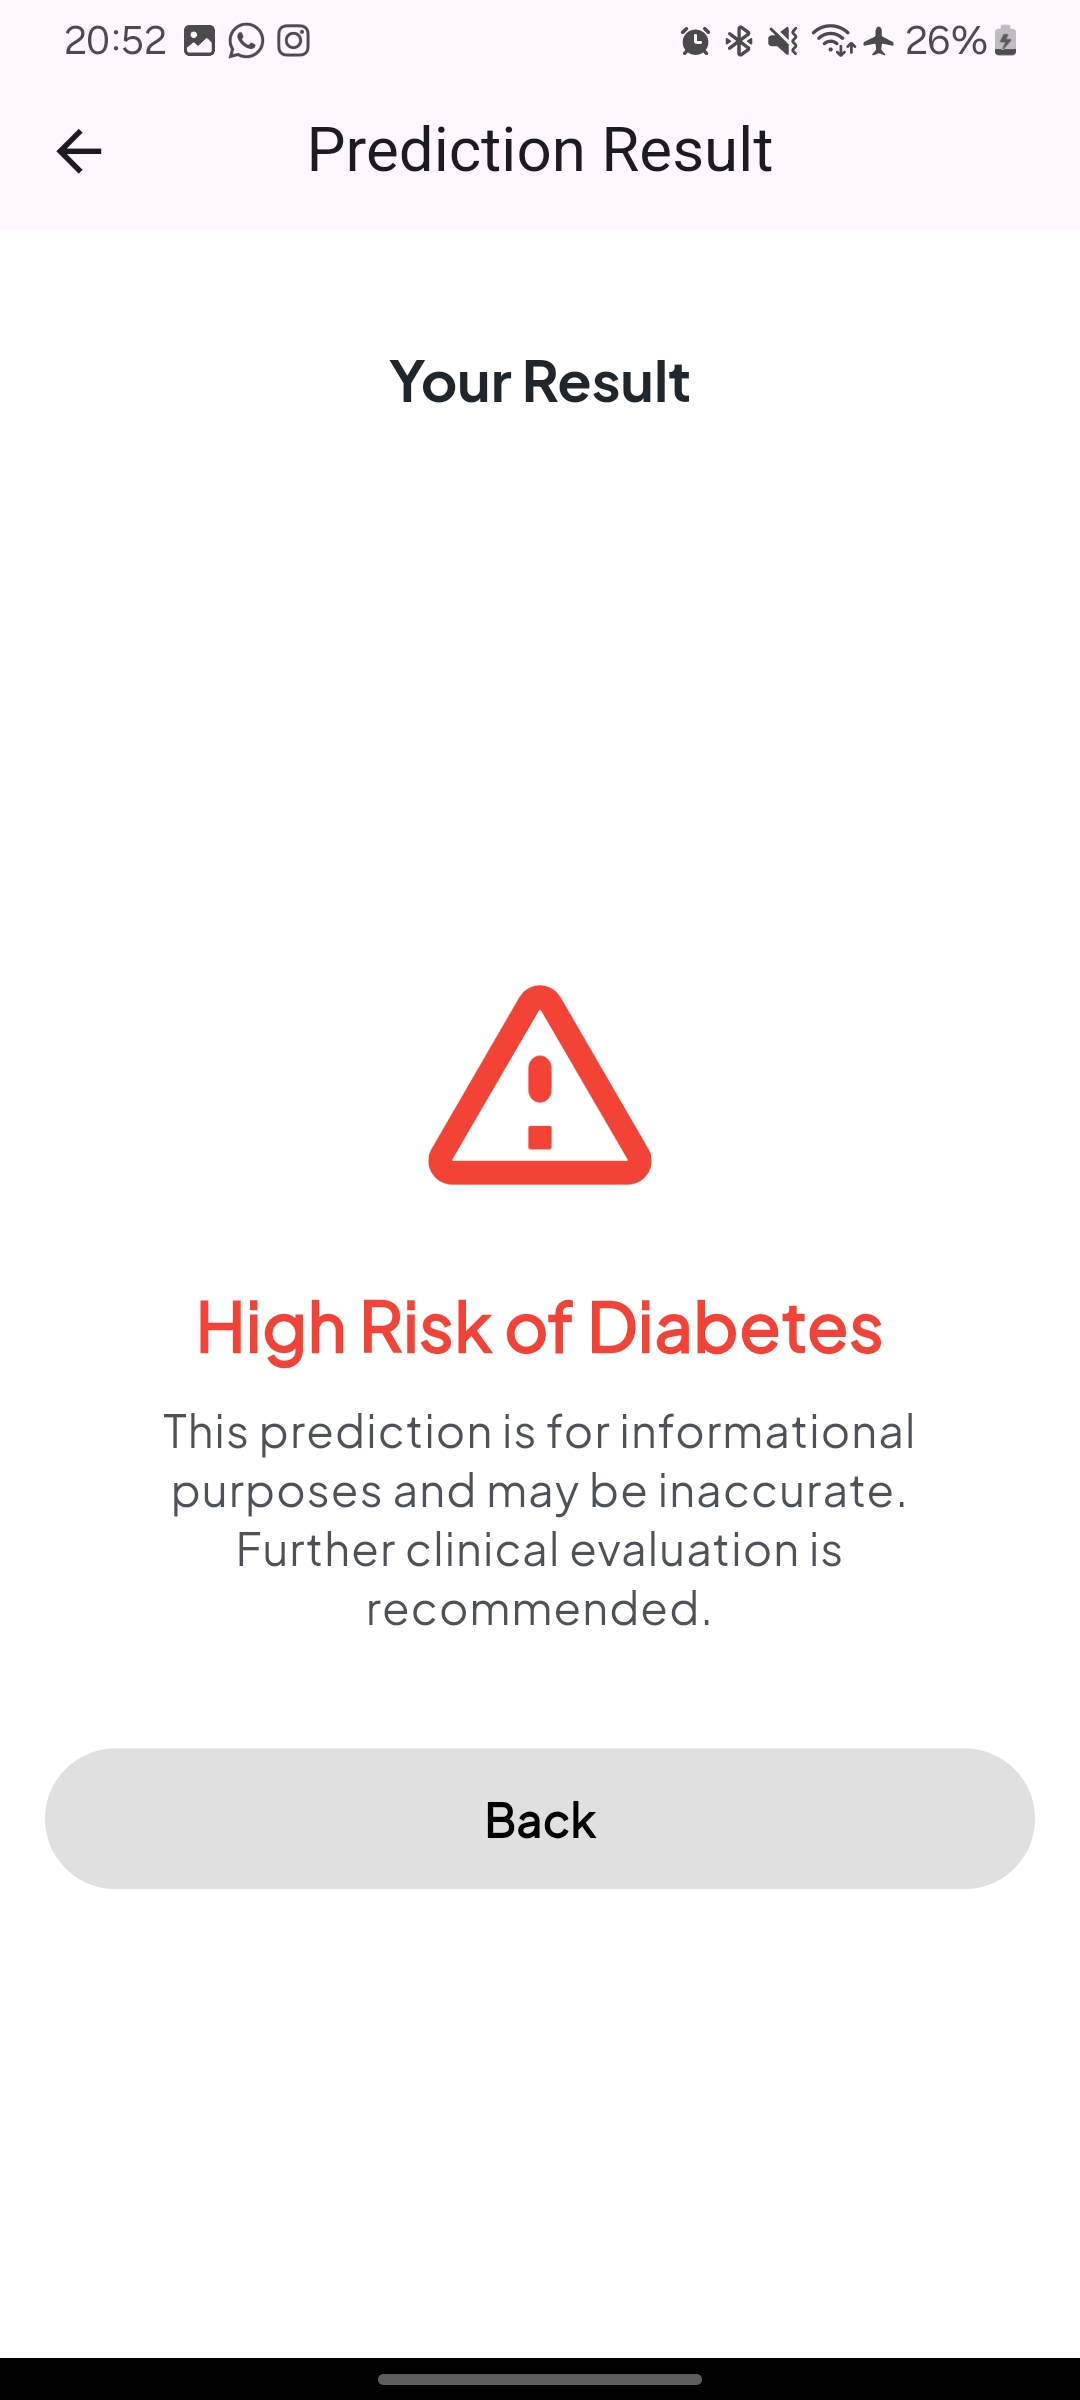 20:52 26%
Prediction Result
Your Result
High Risk of Diabetes
This prediction is for informational
purposes and may be inaccurate.
Further clinical evaluation is
recommended.
Back